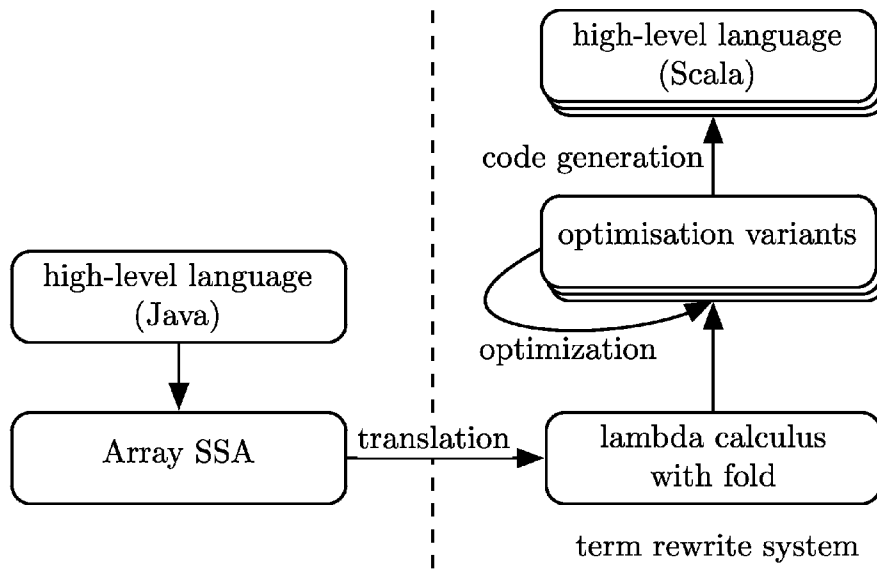 high-level language
(Scala)
code generation
optimisation variants
optimization
high-level language
(Java)
Array SSA
translation
lambda calculus
with fold
term rewrite system